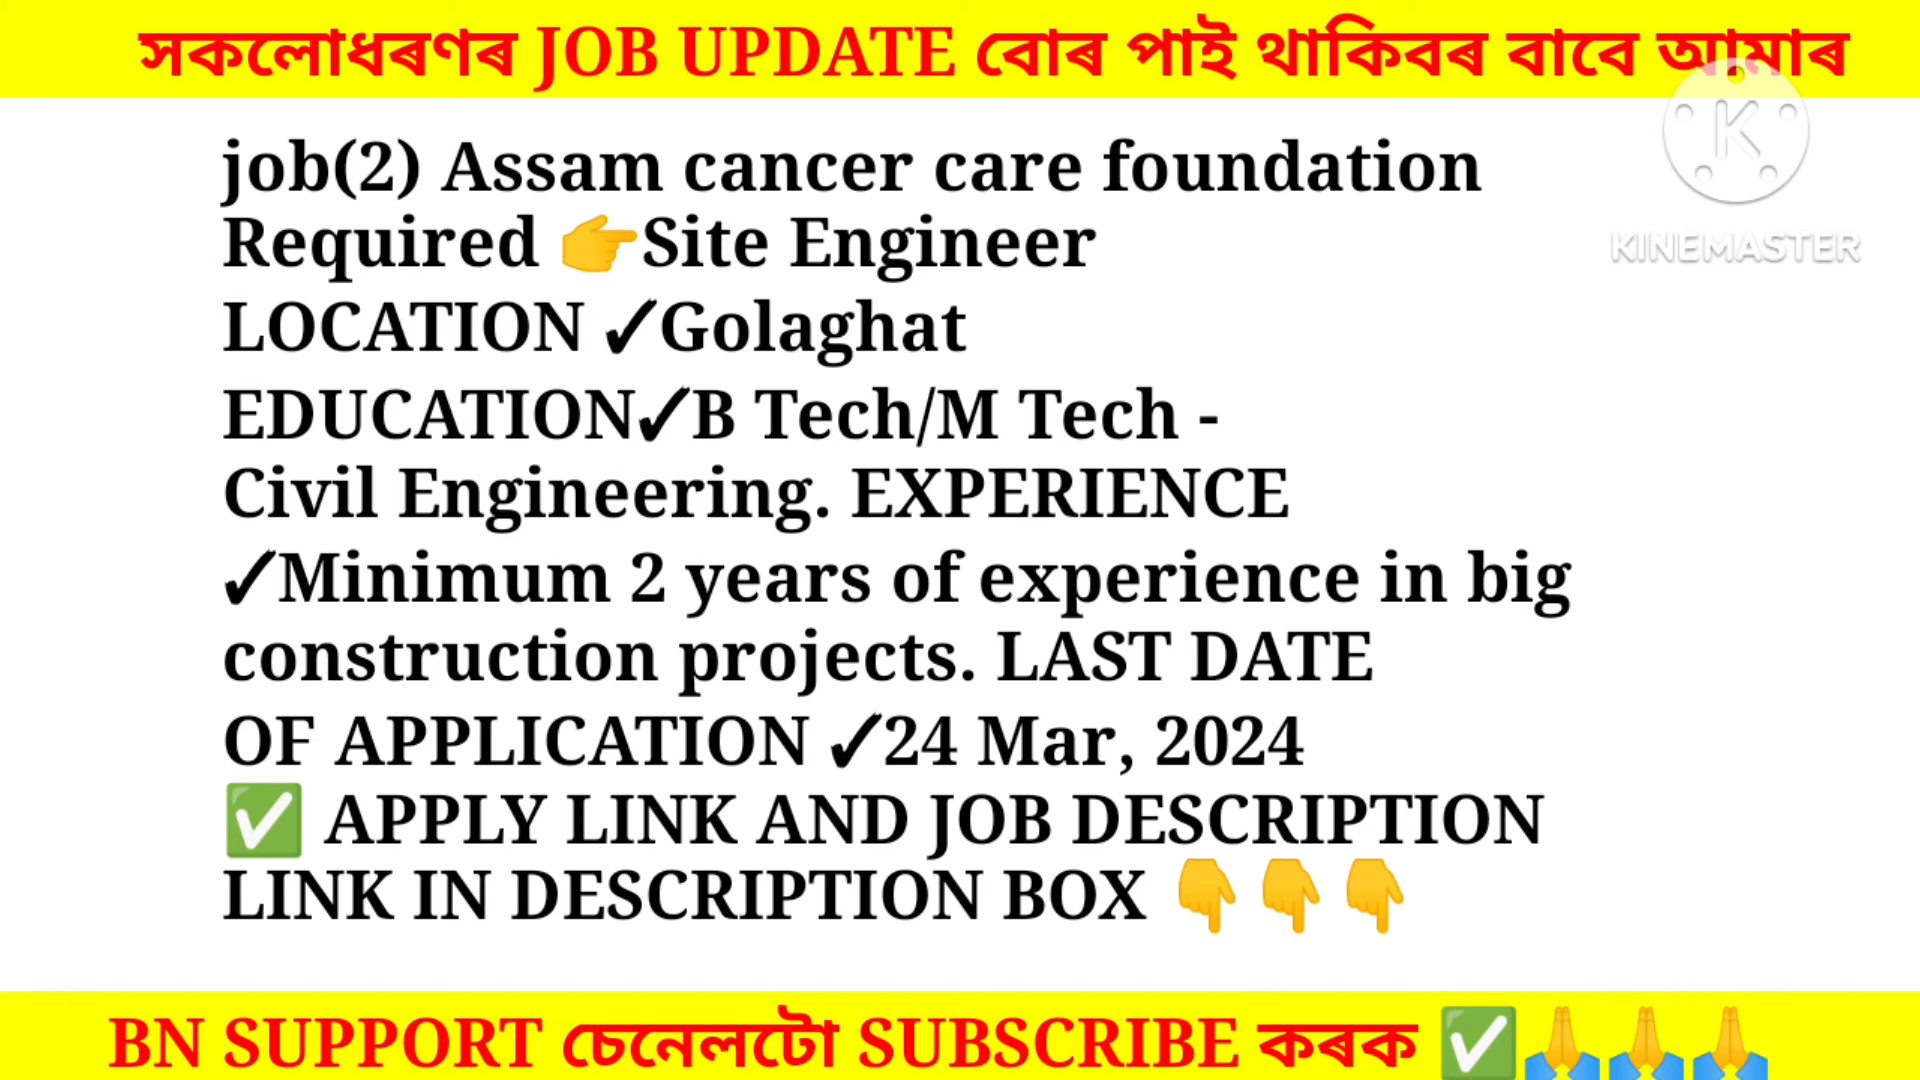 সকলোধৰণৰ JOB UPDATE বোৰ পাই থাকিবৰ বাবে আমাৰ
K
KINEMASTER
job(2) Assam cancer care foundation
Required 👉Site Engineer
LOCATION ✓Golaghat
EDUCATION✓B Tech/M Tech -
Civil Engineering. EXPERIENCE
✓Minimum 2 years of experience in big
construction projects. LAST DATE
OF APPLICATION ✓24 Mar, 2024
✅ APPLY LINK AND JOB DESCRIPTION
LINK IN DESCRIPTION BOX 👇👇👇
BN SUPPORT চেনেলটো SUBSCRIBE কৰক ✅🙏🙏🙏